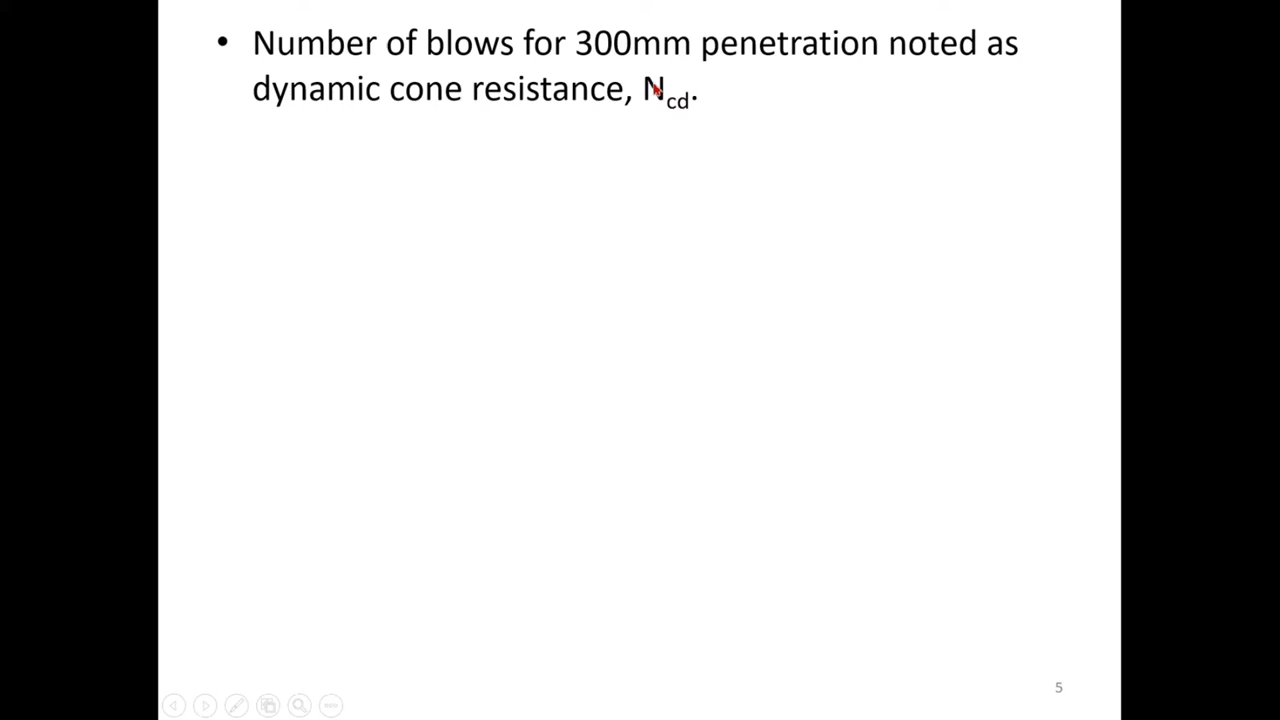 • Number of blows for 300mm penetration noted as
dynamic cone resistance, Ncd.
5